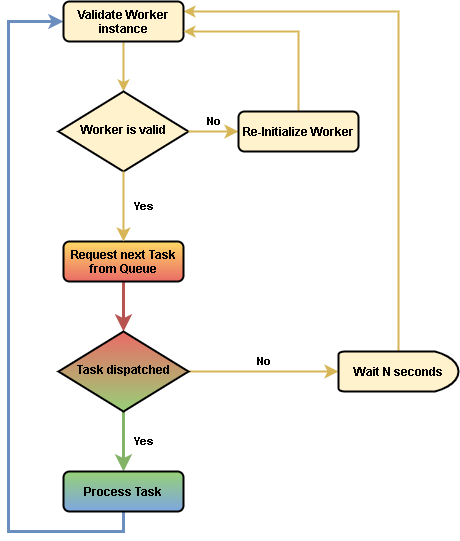 Validate Worker
instance
Worker is valid
No
Re-Initialize Worker
Yes
Request next Task
from Queue
Task dispatched
No
Wait N seconds
Yes
Process Task